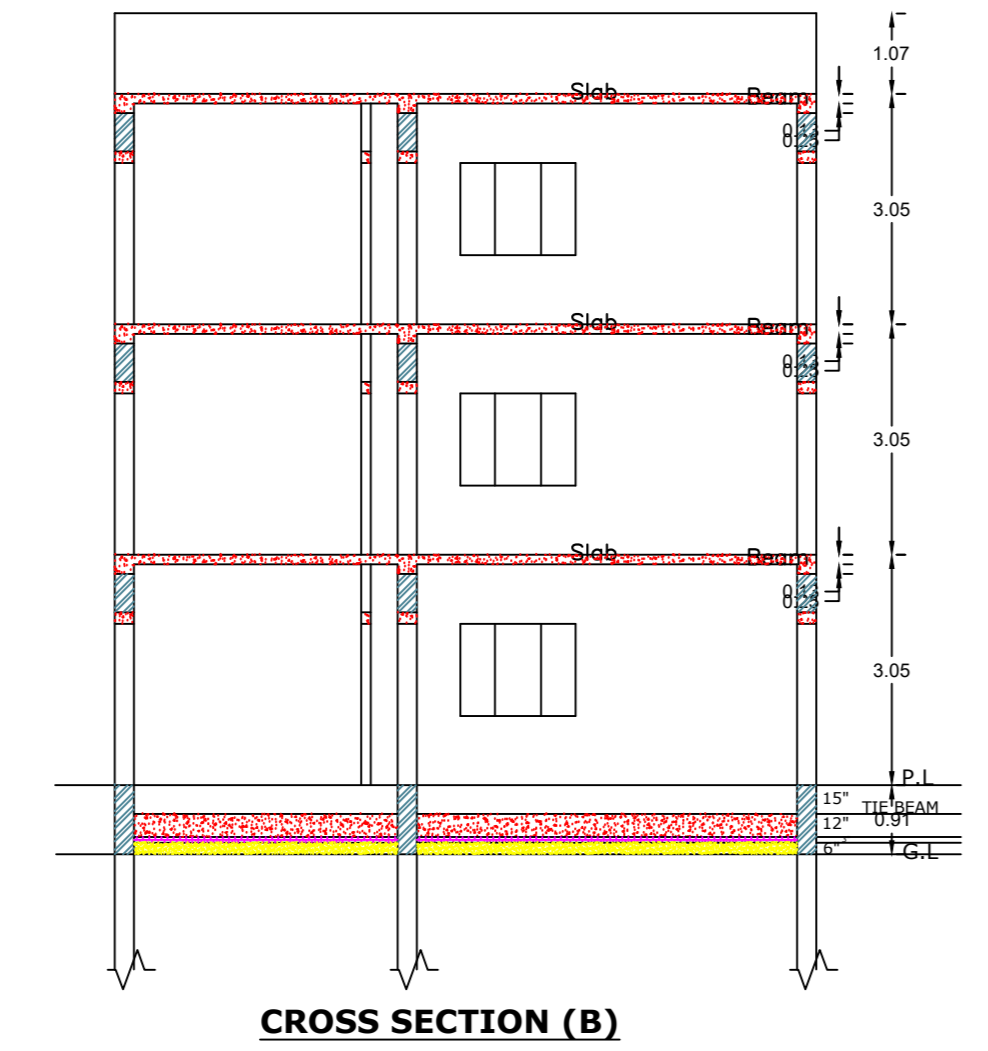 1.07
Slab
Beam
0.13
0.23
3.05
Slab
Beam
0.13
0.23
3.05
Slab
Beam
0.13
0.23
3.05
P.L
15"
TIE BEAM
0.91
12"
3"
6"
G.L
CROSS SECTION (B)